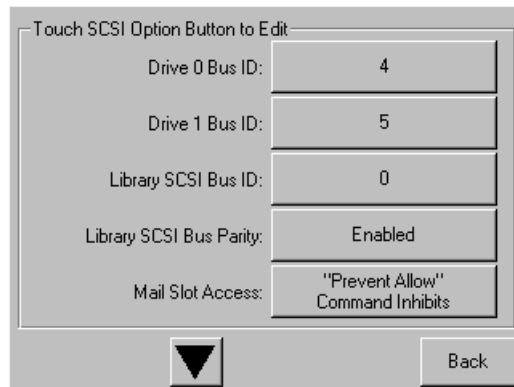 Touch SCSI Option Button to Edit
Drive 0 Bus ID: 4
Drive 1 Bus ID: 5
Library SCSI Bus ID: 0
Library SCSI Bus Parity: Enabled
Mail Slot Access: "Prevent Allow"
Command Inhibits
Back